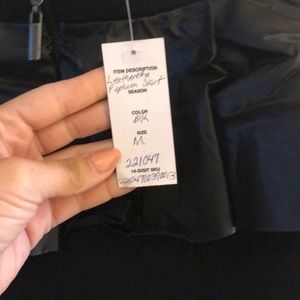 ITEM DESCRIPTION
Leatherette
Peplum Skirt
SEASON
COLOR
Blk
SIZE
M
221047
14-DIGIT SKU